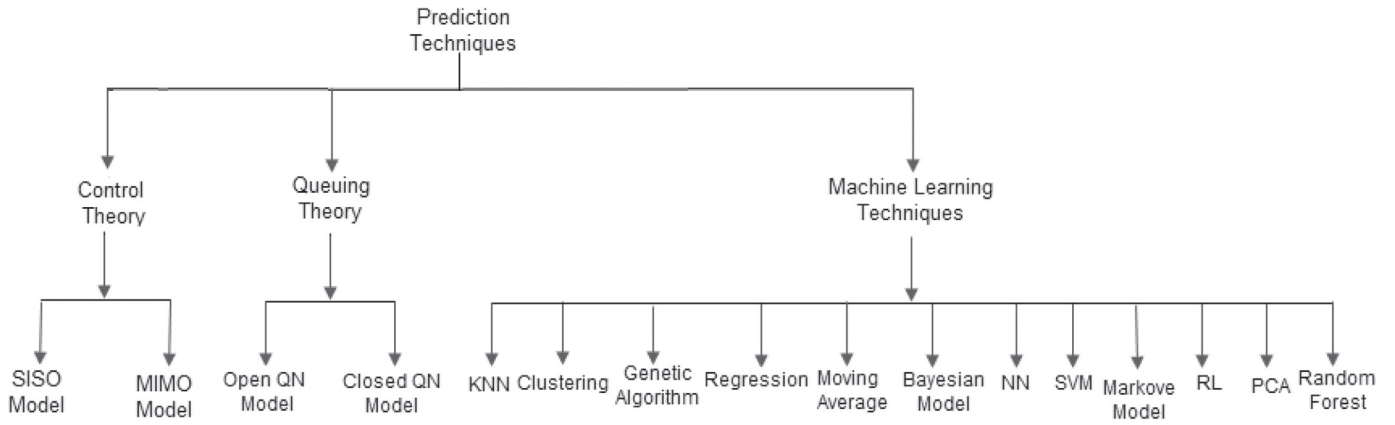 Prediction
Techniques
Control
Theory
Queuing
Theory
Machine Learning
Techniques
SISO
Model
MIMO
Model
Open QN
Model
Closed QN
Model
KNN
Clustering
Genetic
Algorithm
Regression
Moving
Average
Bayesian
Model
NN
SVM
Markove
Model
RL
PCA
Random
Forest